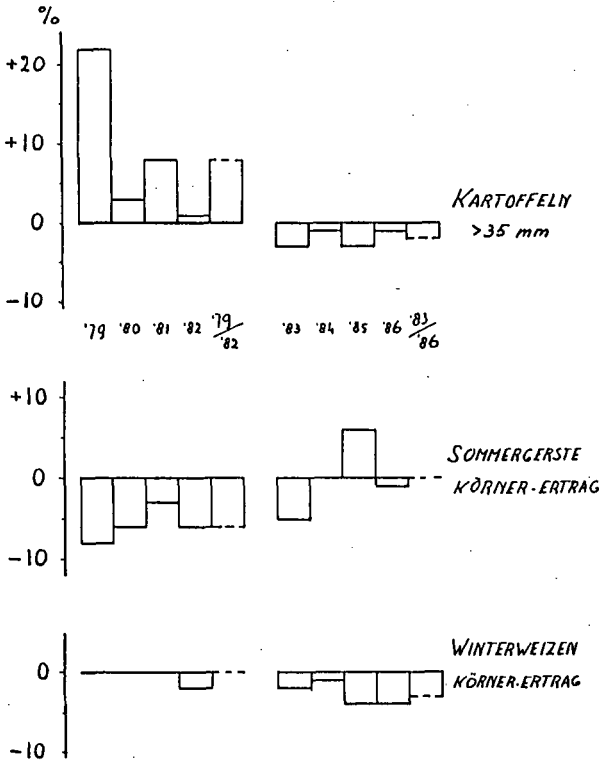 %
+20
+10
0
-10
KARTOFFELN
>35 mm
'79 '80 '81 '82 '79/'82 '83 '84 '85 '86 '83/'86
+10
0
-10
SOMMERGERSTE
KÖRNER-ERTRAG
0
-10
WINTERWEIZEN
KÖRNER-ERTRAG